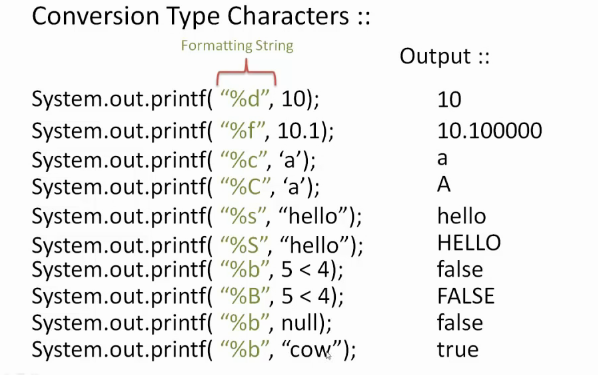 Conversion Type Characters ::
Formatting String
Output ::
System.out.printf( “%d”, 10); 10
System.out.printf( “%f”, 10.1); 10.100000
System.out.printf( “%c”, ‘a’); a
System.out.printf( “%C”, ‘a’); A
System.out.printf( “%s”, “hello”); hello
System.out.printf( “%S”, “hello”); HELLO
System.out.printf( “%b”, 5 < 4); false
System.out.printf( “%B”, 5 < 4); FALSE
System.out.printf( “%b”, null); false
System.out.printf( “%b”, “cow”); true